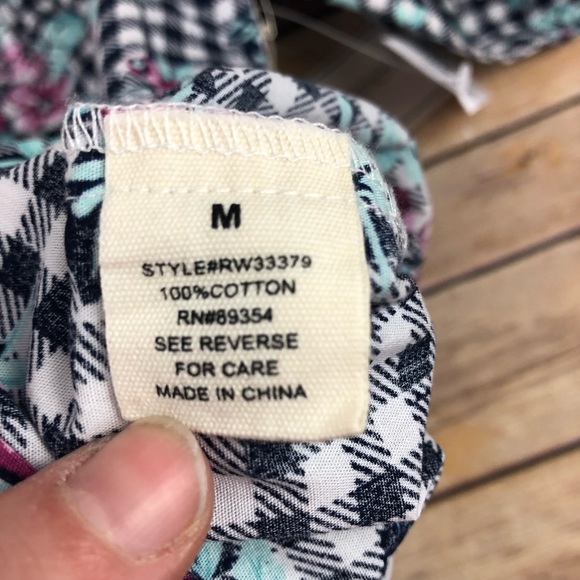 M
STYLE#RW33379
100%COTTON
RN#89354
SEE REVERSE
FOR CARE
MADE IN CHINA